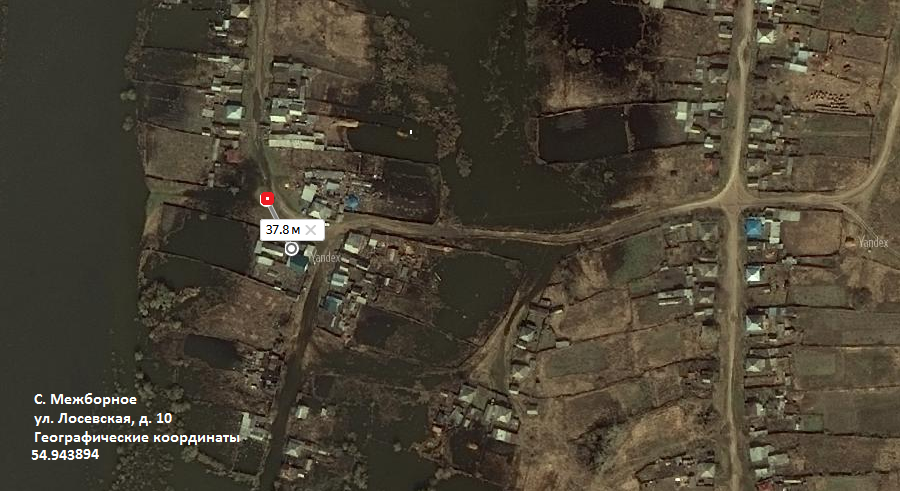 37.8 м
Yandex
Yandex
С. Межборное
ул. Лосевская, д. 10
Географические координаты
54.943894